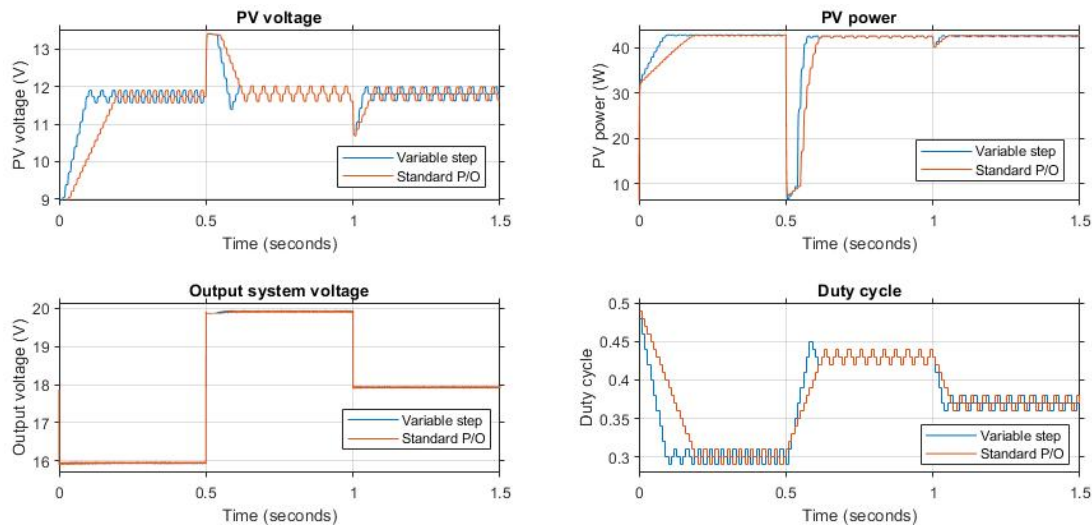 PV voltage
PV voltage (V)
13
12
11
10
9
Variable step
Standard P/O
0
0.5
1
1.5
Time (seconds)
PV power
PV power (W)
40
30
20
10
Variable step
Standard P/O
0
0.5
1
1.5
Time (seconds)
Output system voltage
Output voltage (V)
20
19
18
17
16
Variable step
Standard P/O
0
0.5
1
1.5
Time (seconds)
Duty cycle
Duty cycle
0.5
0.45
0.4
0.35
0.3
Variable step
Standard P/O
0
0.5
1
1.5
Time (seconds)